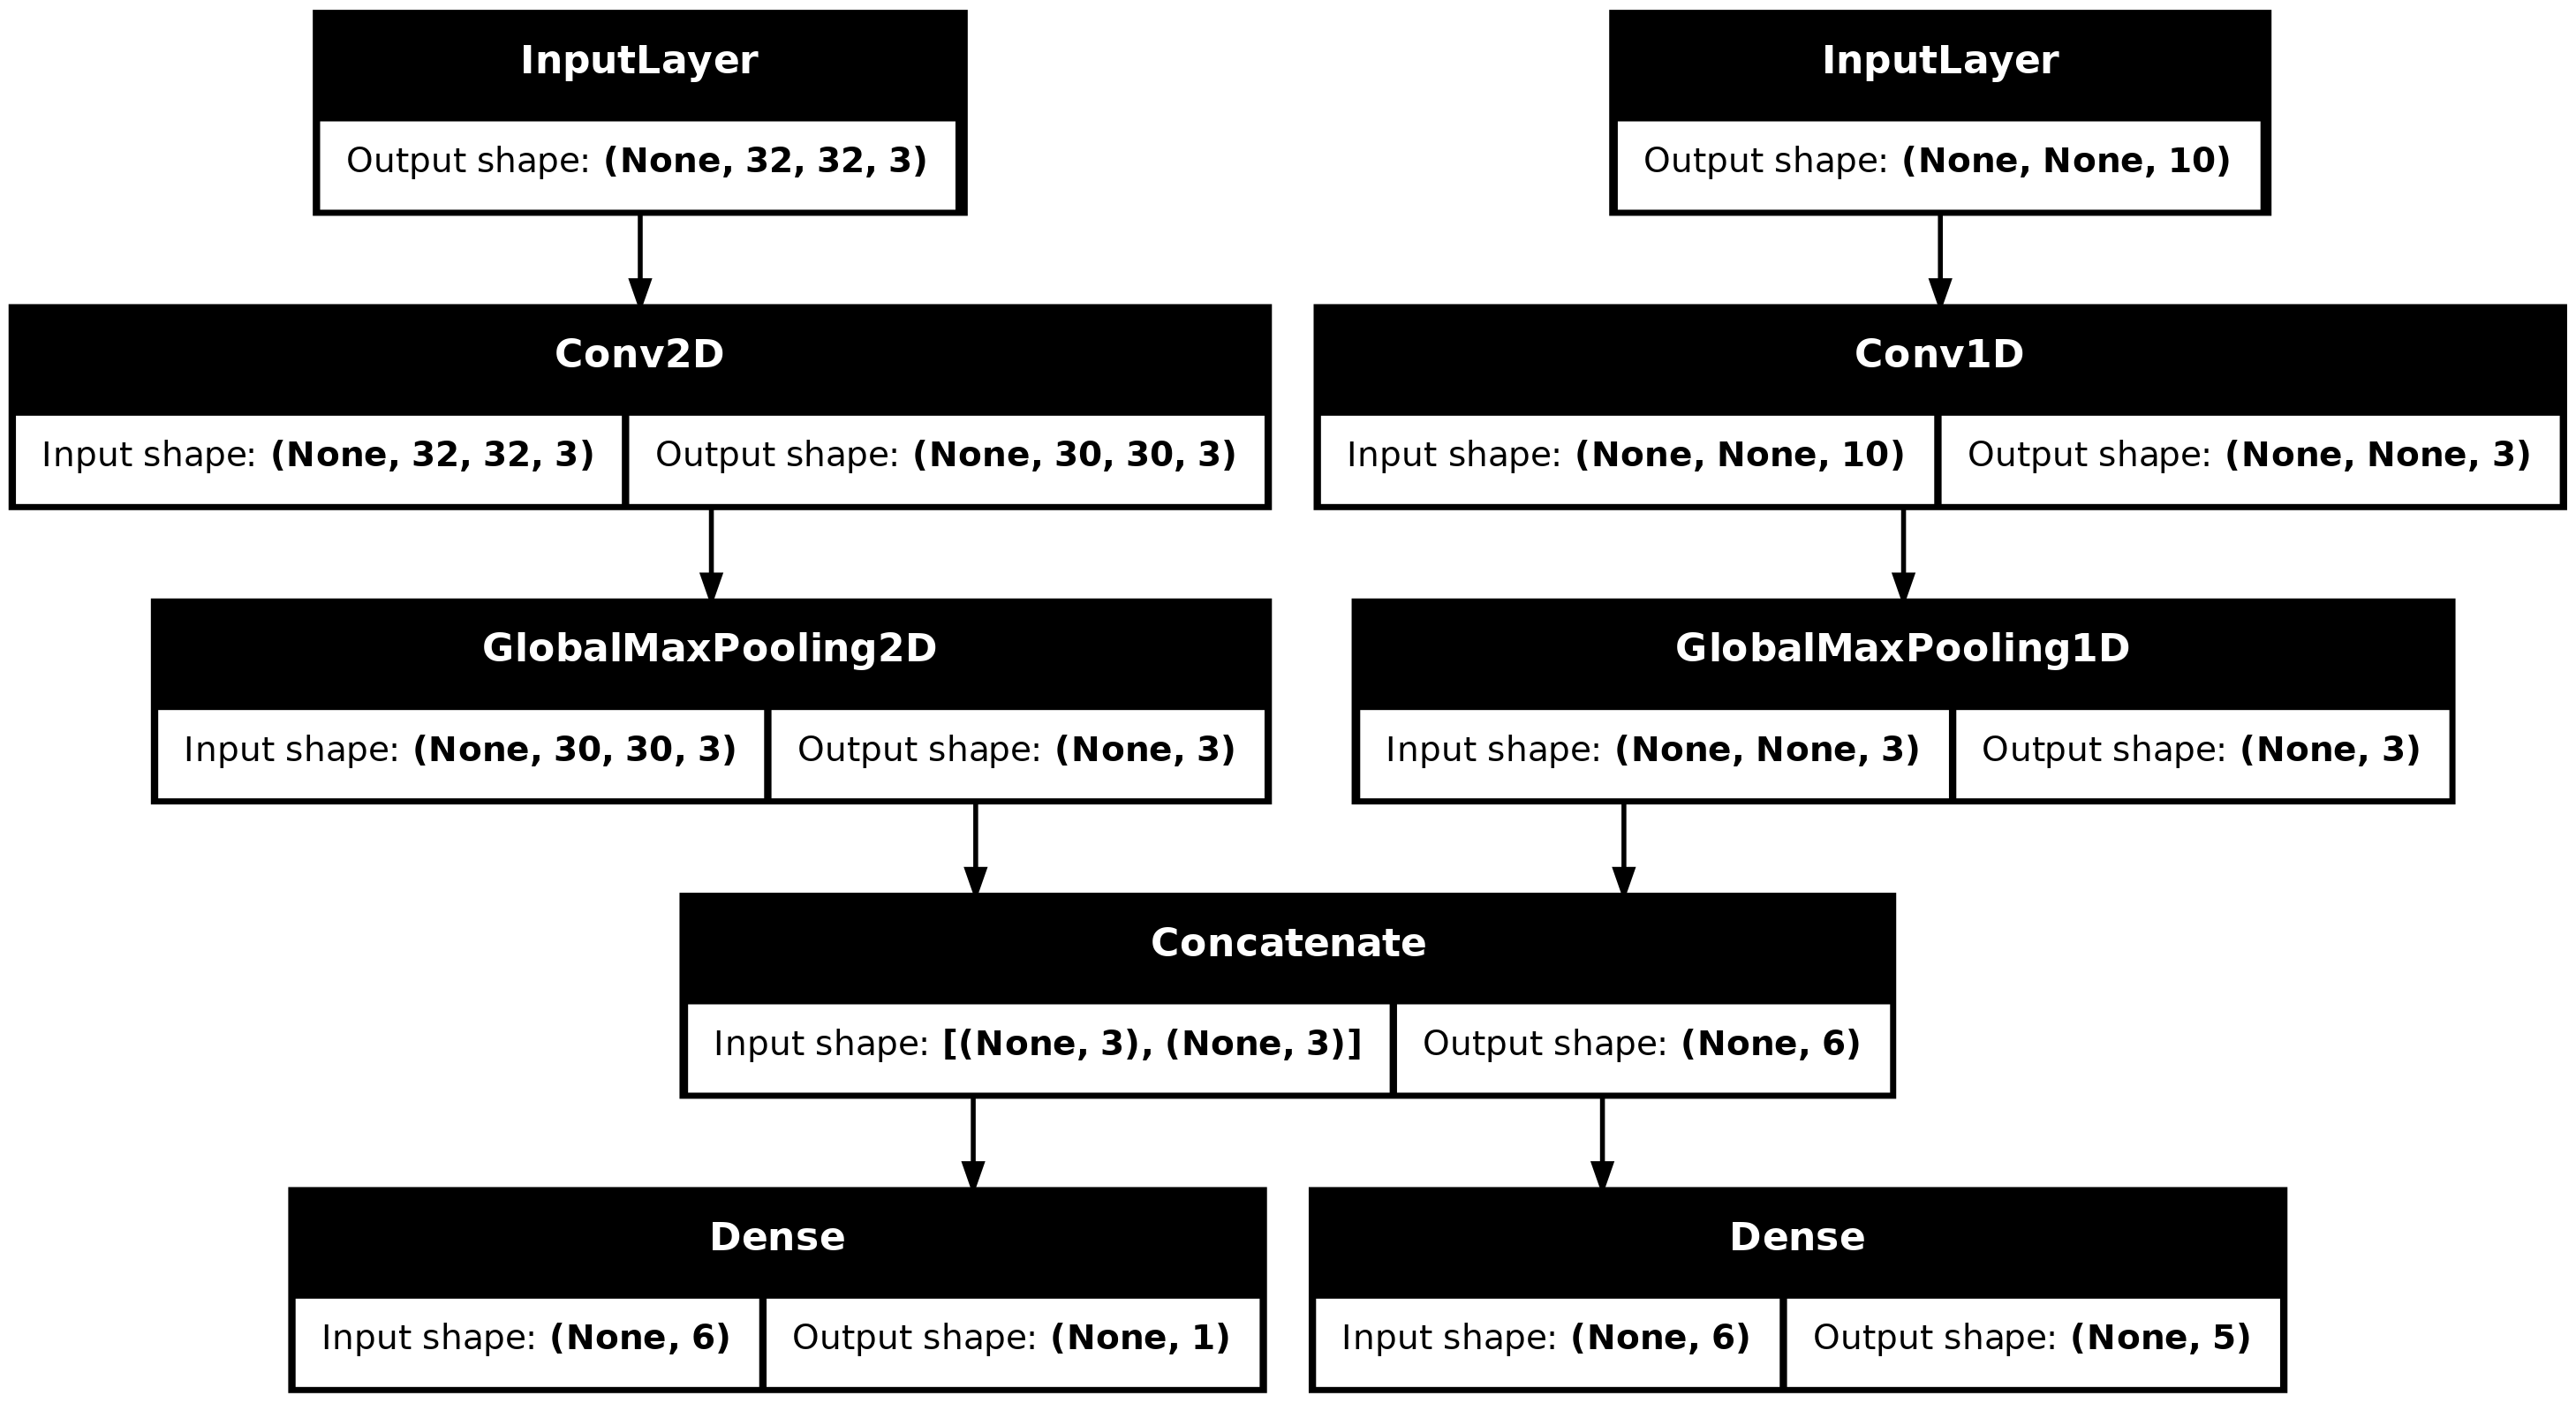 InputLayer
Output shape: (None, 32, 32, 3)
InputLayer
Output shape: (None, None, 10)
Conv2D
Input shape: (None, 32, 32, 3)
Output shape: (None, 30, 30, 3)
Conv1D
Input shape: (None, None, 10)
Output shape: (None, None, 3)
GlobalMaxPooling2D
Input shape: (None, 30, 30, 3)
Output shape: (None, 3)
GlobalMaxPooling1D
Input shape: (None, None, 3)
Output shape: (None, 3)
Concatenate
Input shape: [(None, 3), (None, 3)]
Output shape: (None, 6)
Dense
Input shape: (None, 6)
Output shape: (None, 1)
Dense
Input shape: (None, 6)
Output shape: (None, 5)